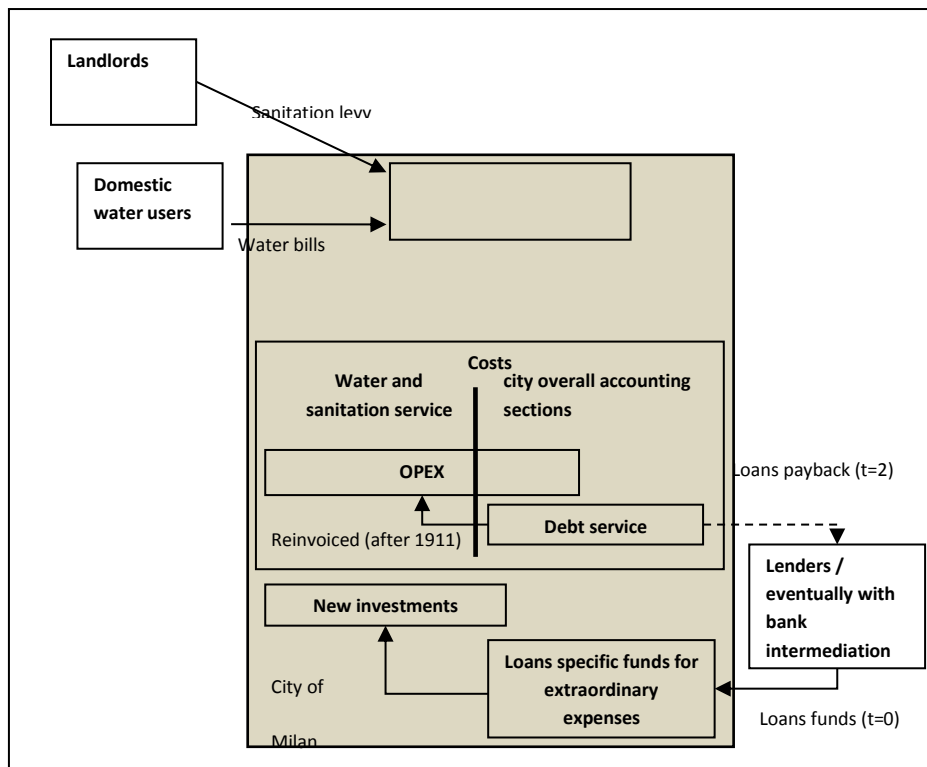 Landlords
Sanitation levy
Domestic
water users
Water bills
Costs
Water and
sanitation service
city overall accounting
sections
OPEX
Loans payback (t=2)
Debt service
Reinvoiced (after 1911)
Lenders /
eventually with
bank
intermediation
New investments
Loans specific funds for
extraordinary
expenses
City of
Milan
Loans funds (t=0)